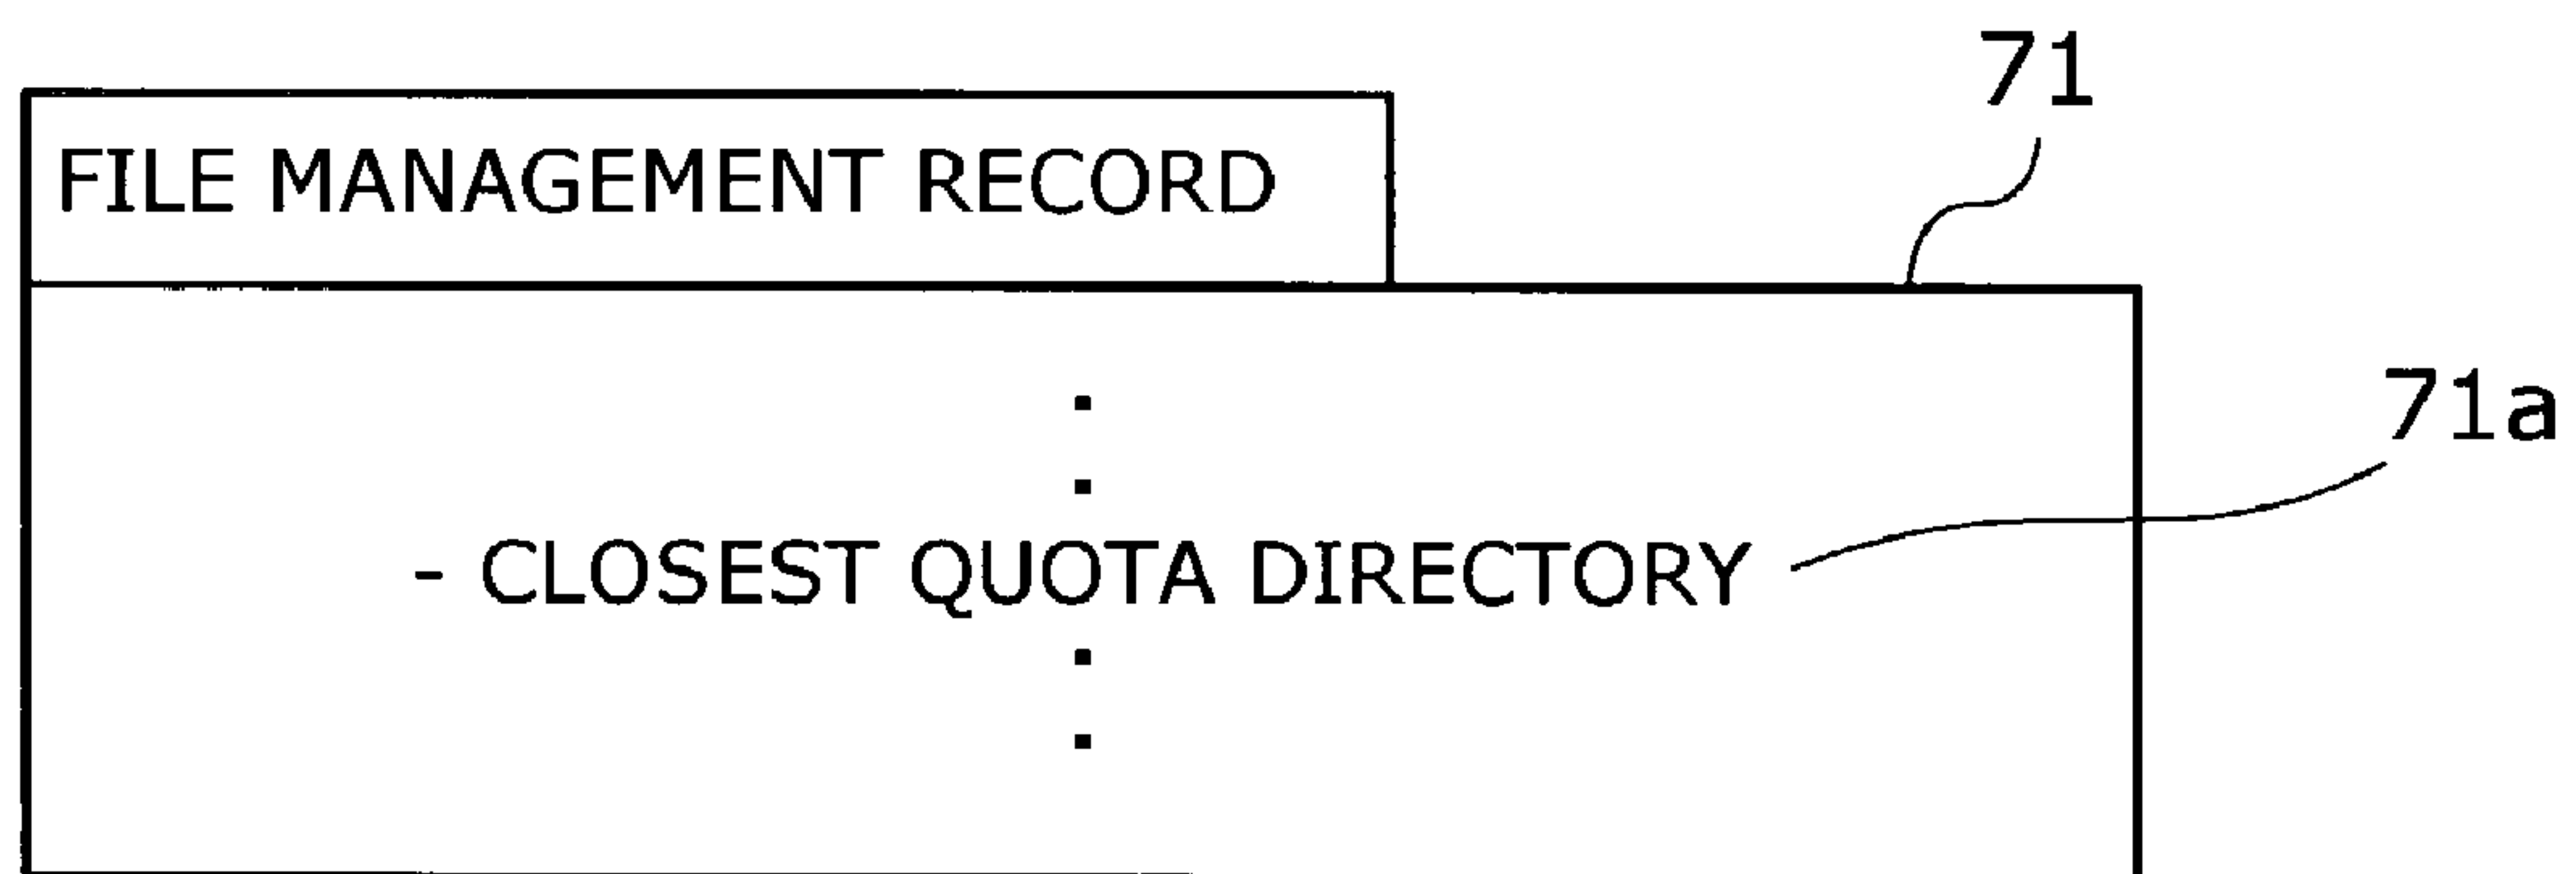 71
FILE MANAGEMENT RECORD
71a
- CLOSEST QUOTA DIRECTORY